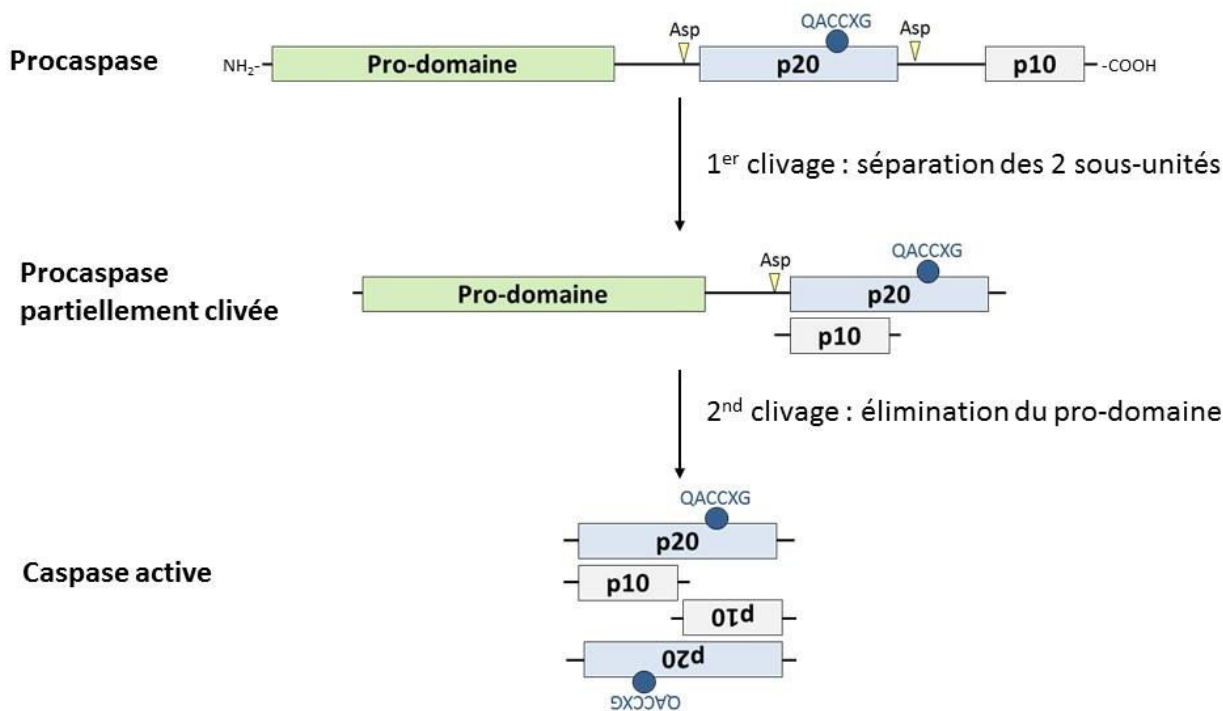 QACCXG
Asp
Asp
Procaspase
NH2-
Pro-domaine
p20
p10
-COOH
1er clivage : séparation des 2 sous-unités
QACCXG
Asp
Procaspase
partiellement clivée
Pro-domaine
p20
p10
2nd clivage : élimination du pro-domaine
QACCXG
p20
Caspase active
p10
p10
p20
QACCXG